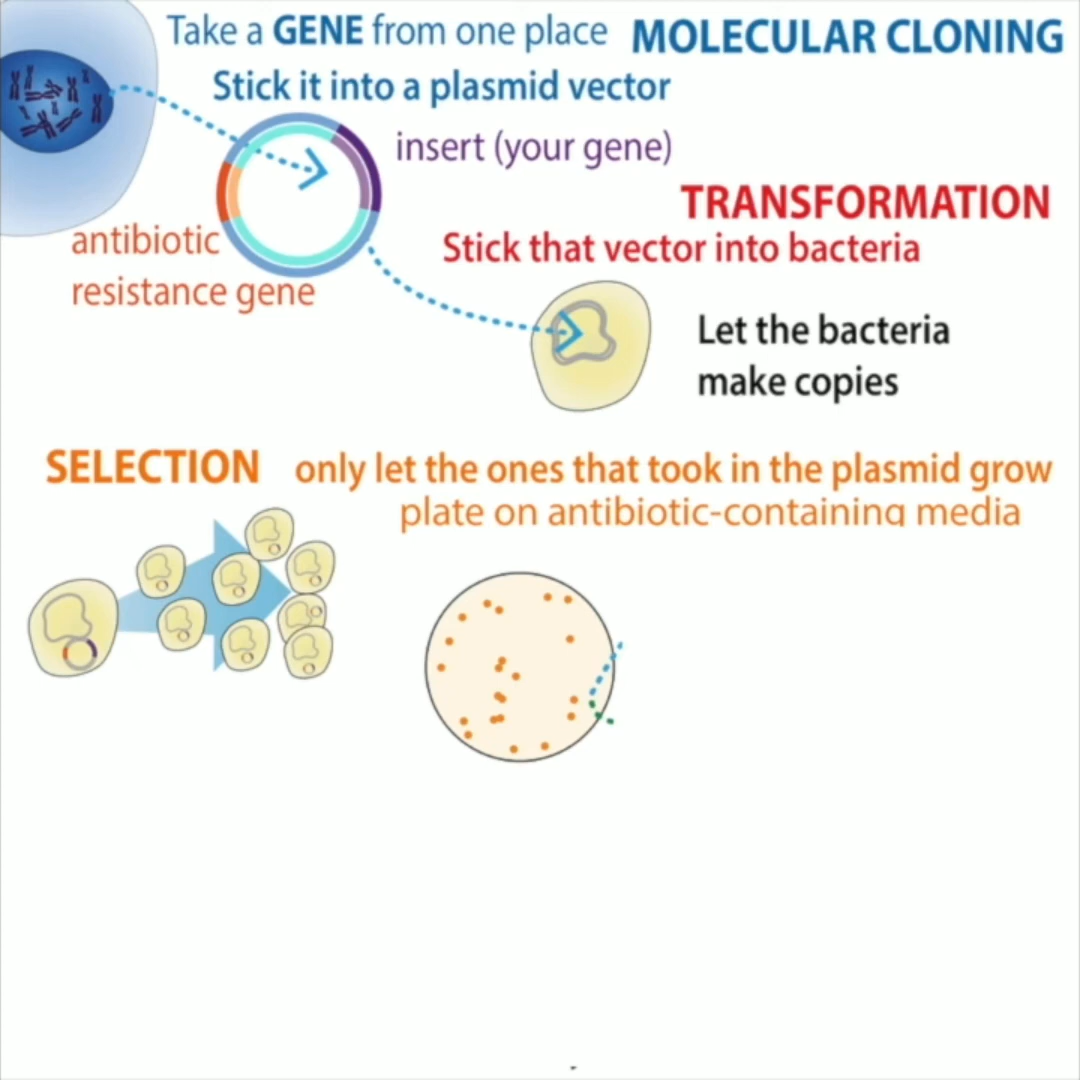 Take a GENE from one place
MOLECULAR CLONING
Stick it into a plasmid vector
insert (your gene)
TRANSFORMATION
antibiotic
resistance gene
Stick that vector into bacteria
Let the bacteria
make copies
SELECTION
only let the ones that took in the plasmid grow
plate on antibiotic-containing media